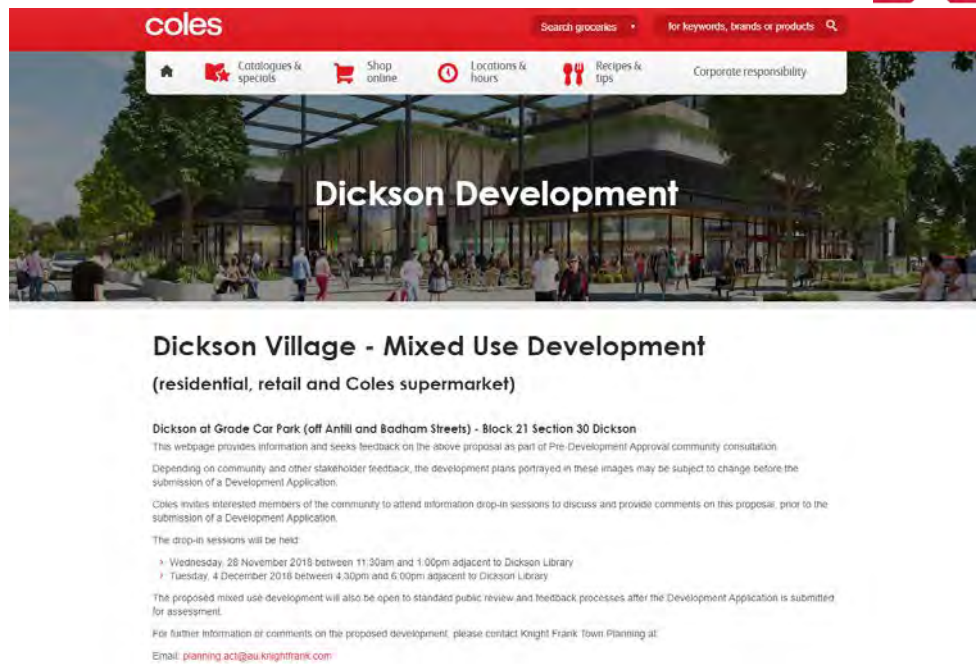 coles
Search groceries
for keywords, brands or products
Catalogues & specials
Shop online
Locations & hours
Recipes & tips
Corporate responsibility
Dickson Development
Dickson Village - Mixed Use Development
(residential, retail and Coles supermarket)
Dickson at Grade Car Park (off Antill and Badham Streets) - Block 21 Section 30 Dickson
This webpage provides information and seeks feedback on the above proposal as part of Pre-Development Approval community consultation.
Depending on community and other stakeholder feedback, the development plans portrayed in these images may be subject to change before the
submission of a Development Application.
Coles invites interested members of the community to attend information drop-in sessions to discuss and provide comments on this proposal, prior to the
submission of a Development Application.
The drop-in sessions will be held:
› Wednesday, 28 November 2018 between 11:30am and 1:00pm adjacent to Dickson Library
› Tuesday, 4 December 2018 between 4:30pm and 6:00pm adjacent to Dickson Library
The proposed mixed use development will also be open to standard public review and feedback processes after the Development Application is submitted
for assessment.
For further information or comments on the proposed development, please contact Knight Frank Town Planning at:
Email: planning.act@au.knightfrank.com